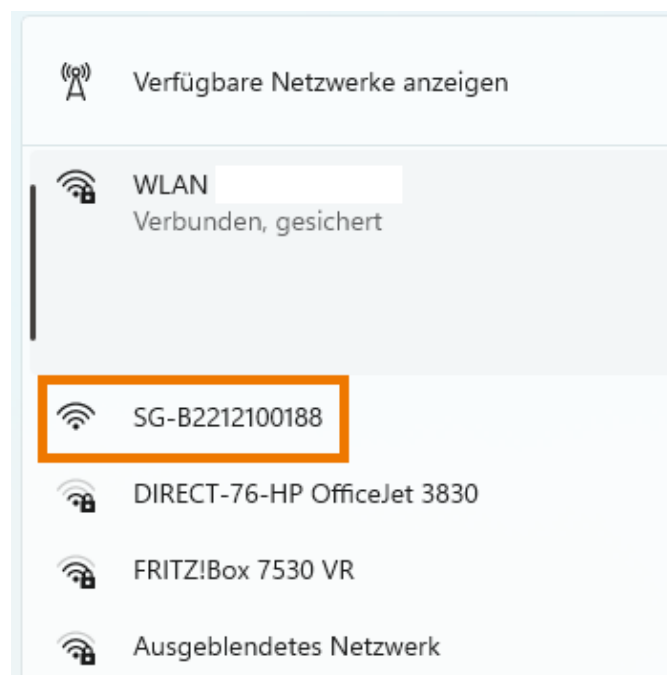 Verfügbare Netzwerke anzeigen
WLAN
Verbunden, gesichert
SG-B2212100188
DIRECT-76-HP OfficeJet 3830
FRITZ!Box 7530 VR
Ausgeblendetes Netzwerk